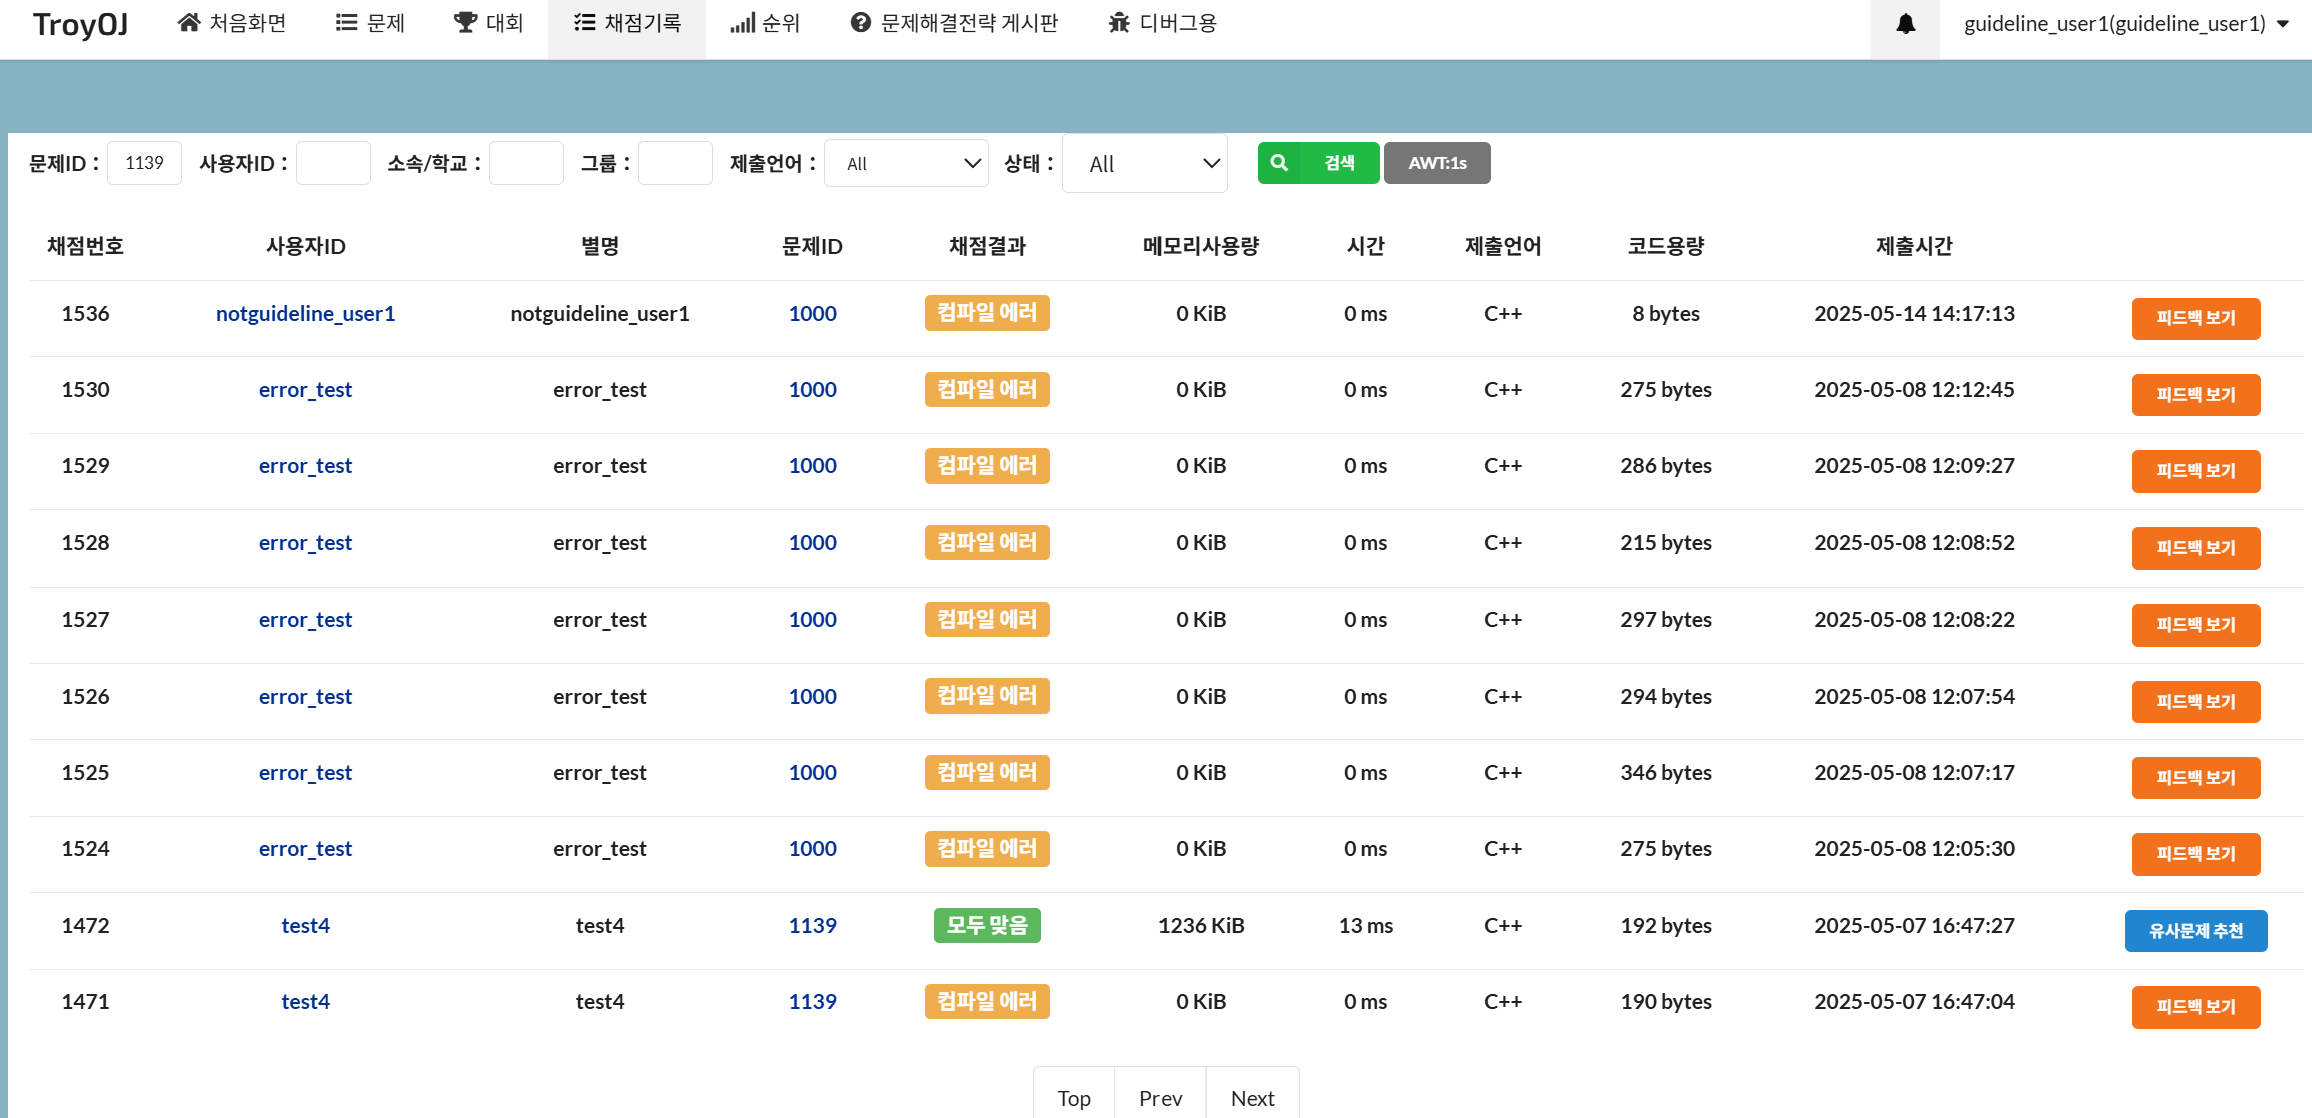 TroyOJ 처음화면 문제 대회 채점기록 순위 문제해결전략 게시판 디버그용 guideline_user1(guideline_user1)
문제ID : 1139 사용자ID : 소속/학교 : 그룹 : 제출언어 : All 상태 : All 검색 AWT:1s
채점번호 사용자ID 별명 문제ID 채점결과 메모리사용량 시간 제출언어 코드용량 제출시간
1536 notguideline_user1 notguideline_user1 1000 컴파일 에러 0 KiB 0 ms C++ 8 bytes 2025-05-14 14:17:13 피드백 보기
1530 error_test error_test 1000 컴파일 에러 0 KiB 0 ms C++ 275 bytes 2025-05-08 12:12:45 피드백 보기
1529 error_test error_test 1000 컴파일 에러 0 KiB 0 ms C++ 286 bytes 2025-05-08 12:09:27 피드백 보기
1528 error_test error_test 1000 컴파일 에러 0 KiB 0 ms C++ 215 bytes 2025-05-08 12:08:52 피드백 보기
1527 error_test error_test 1000 컴파일 에러 0 KiB 0 ms C++ 297 bytes 2025-05-08 12:08:22 피드백 보기
1526 error_test error_test 1000 컴파일 에러 0 KiB 0 ms C++ 294 bytes 2025-05-08 12:07:54 피드백 보기
1525 error_test error_test 1000 컴파일 에러 0 KiB 0 ms C++ 346 bytes 2025-05-08 12:07:17 피드백 보기
1524 error_test error_test 1000 컴파일 에러 0 KiB 0 ms C++ 275 bytes 2025-05-08 12:05:30 피드백 보기
1472 test4 test4 1139 모두 맞음 1236 KiB 13 ms C++ 192 bytes 2025-05-07 16:47:27 유사문제 추천
1471 test4 test4 1139 컴파일 에러 0 KiB 0 ms C++ 190 bytes 2025-05-07 16:47:04 피드백 보기
Top Prev Next